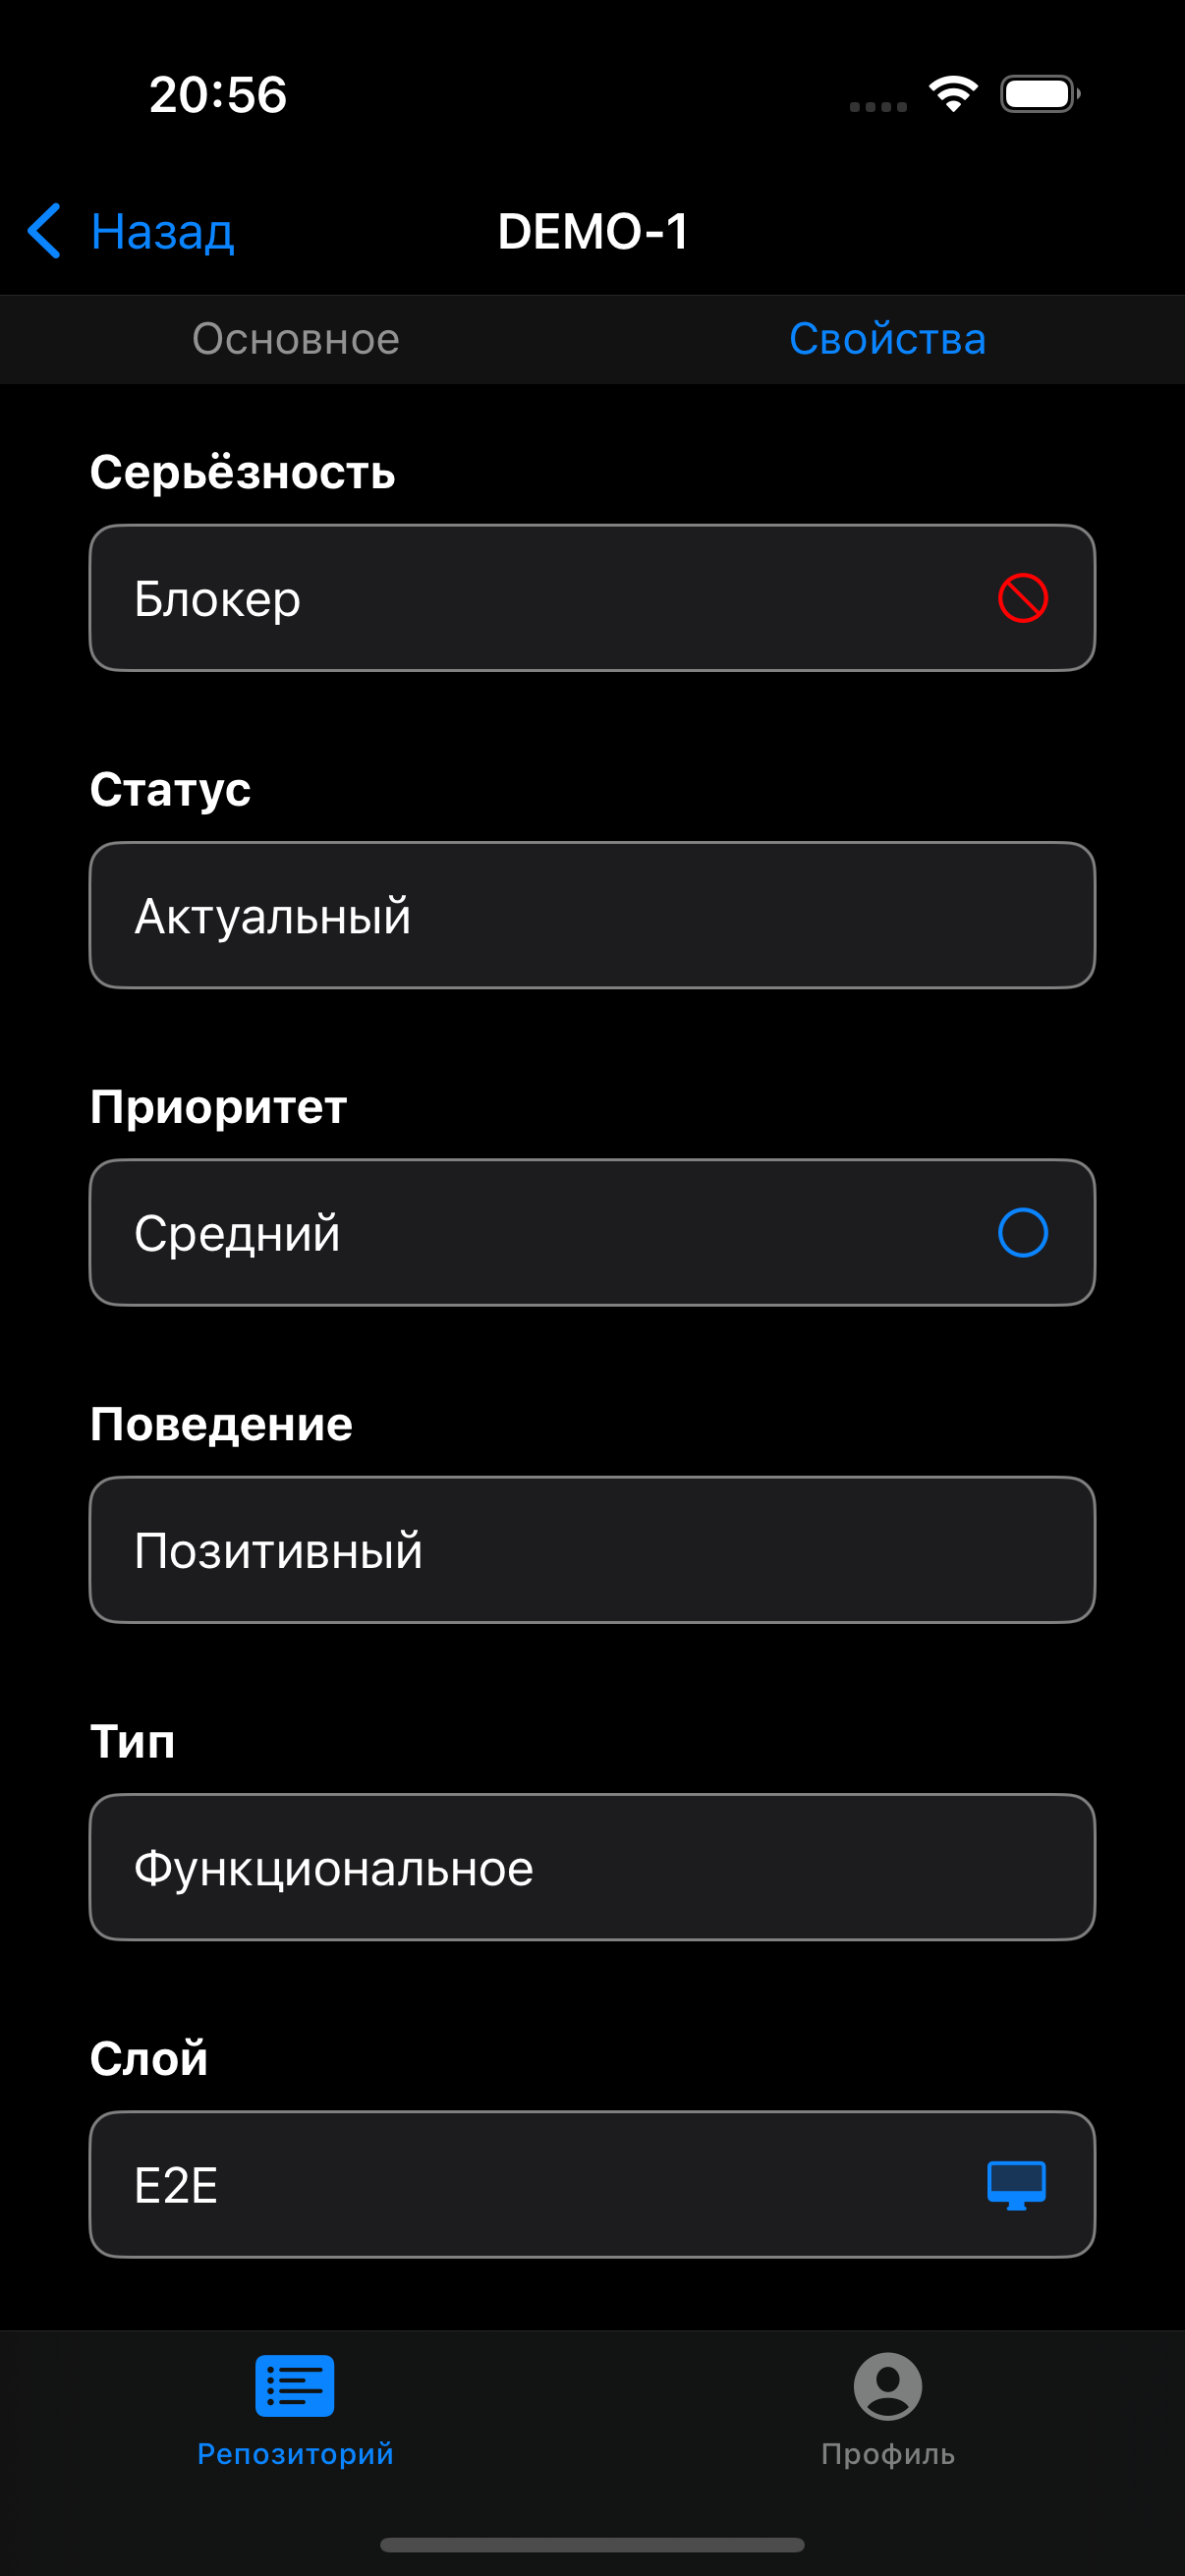 20:56
Назад
DEMO-1
Основное
Свойства
Серьёзность
Блокер
Статус
Актуальный
Приоритет
Средний
Поведение
Позитивный
Тип
Функциональное
Слой
E2E
Репозиторий
Профиль